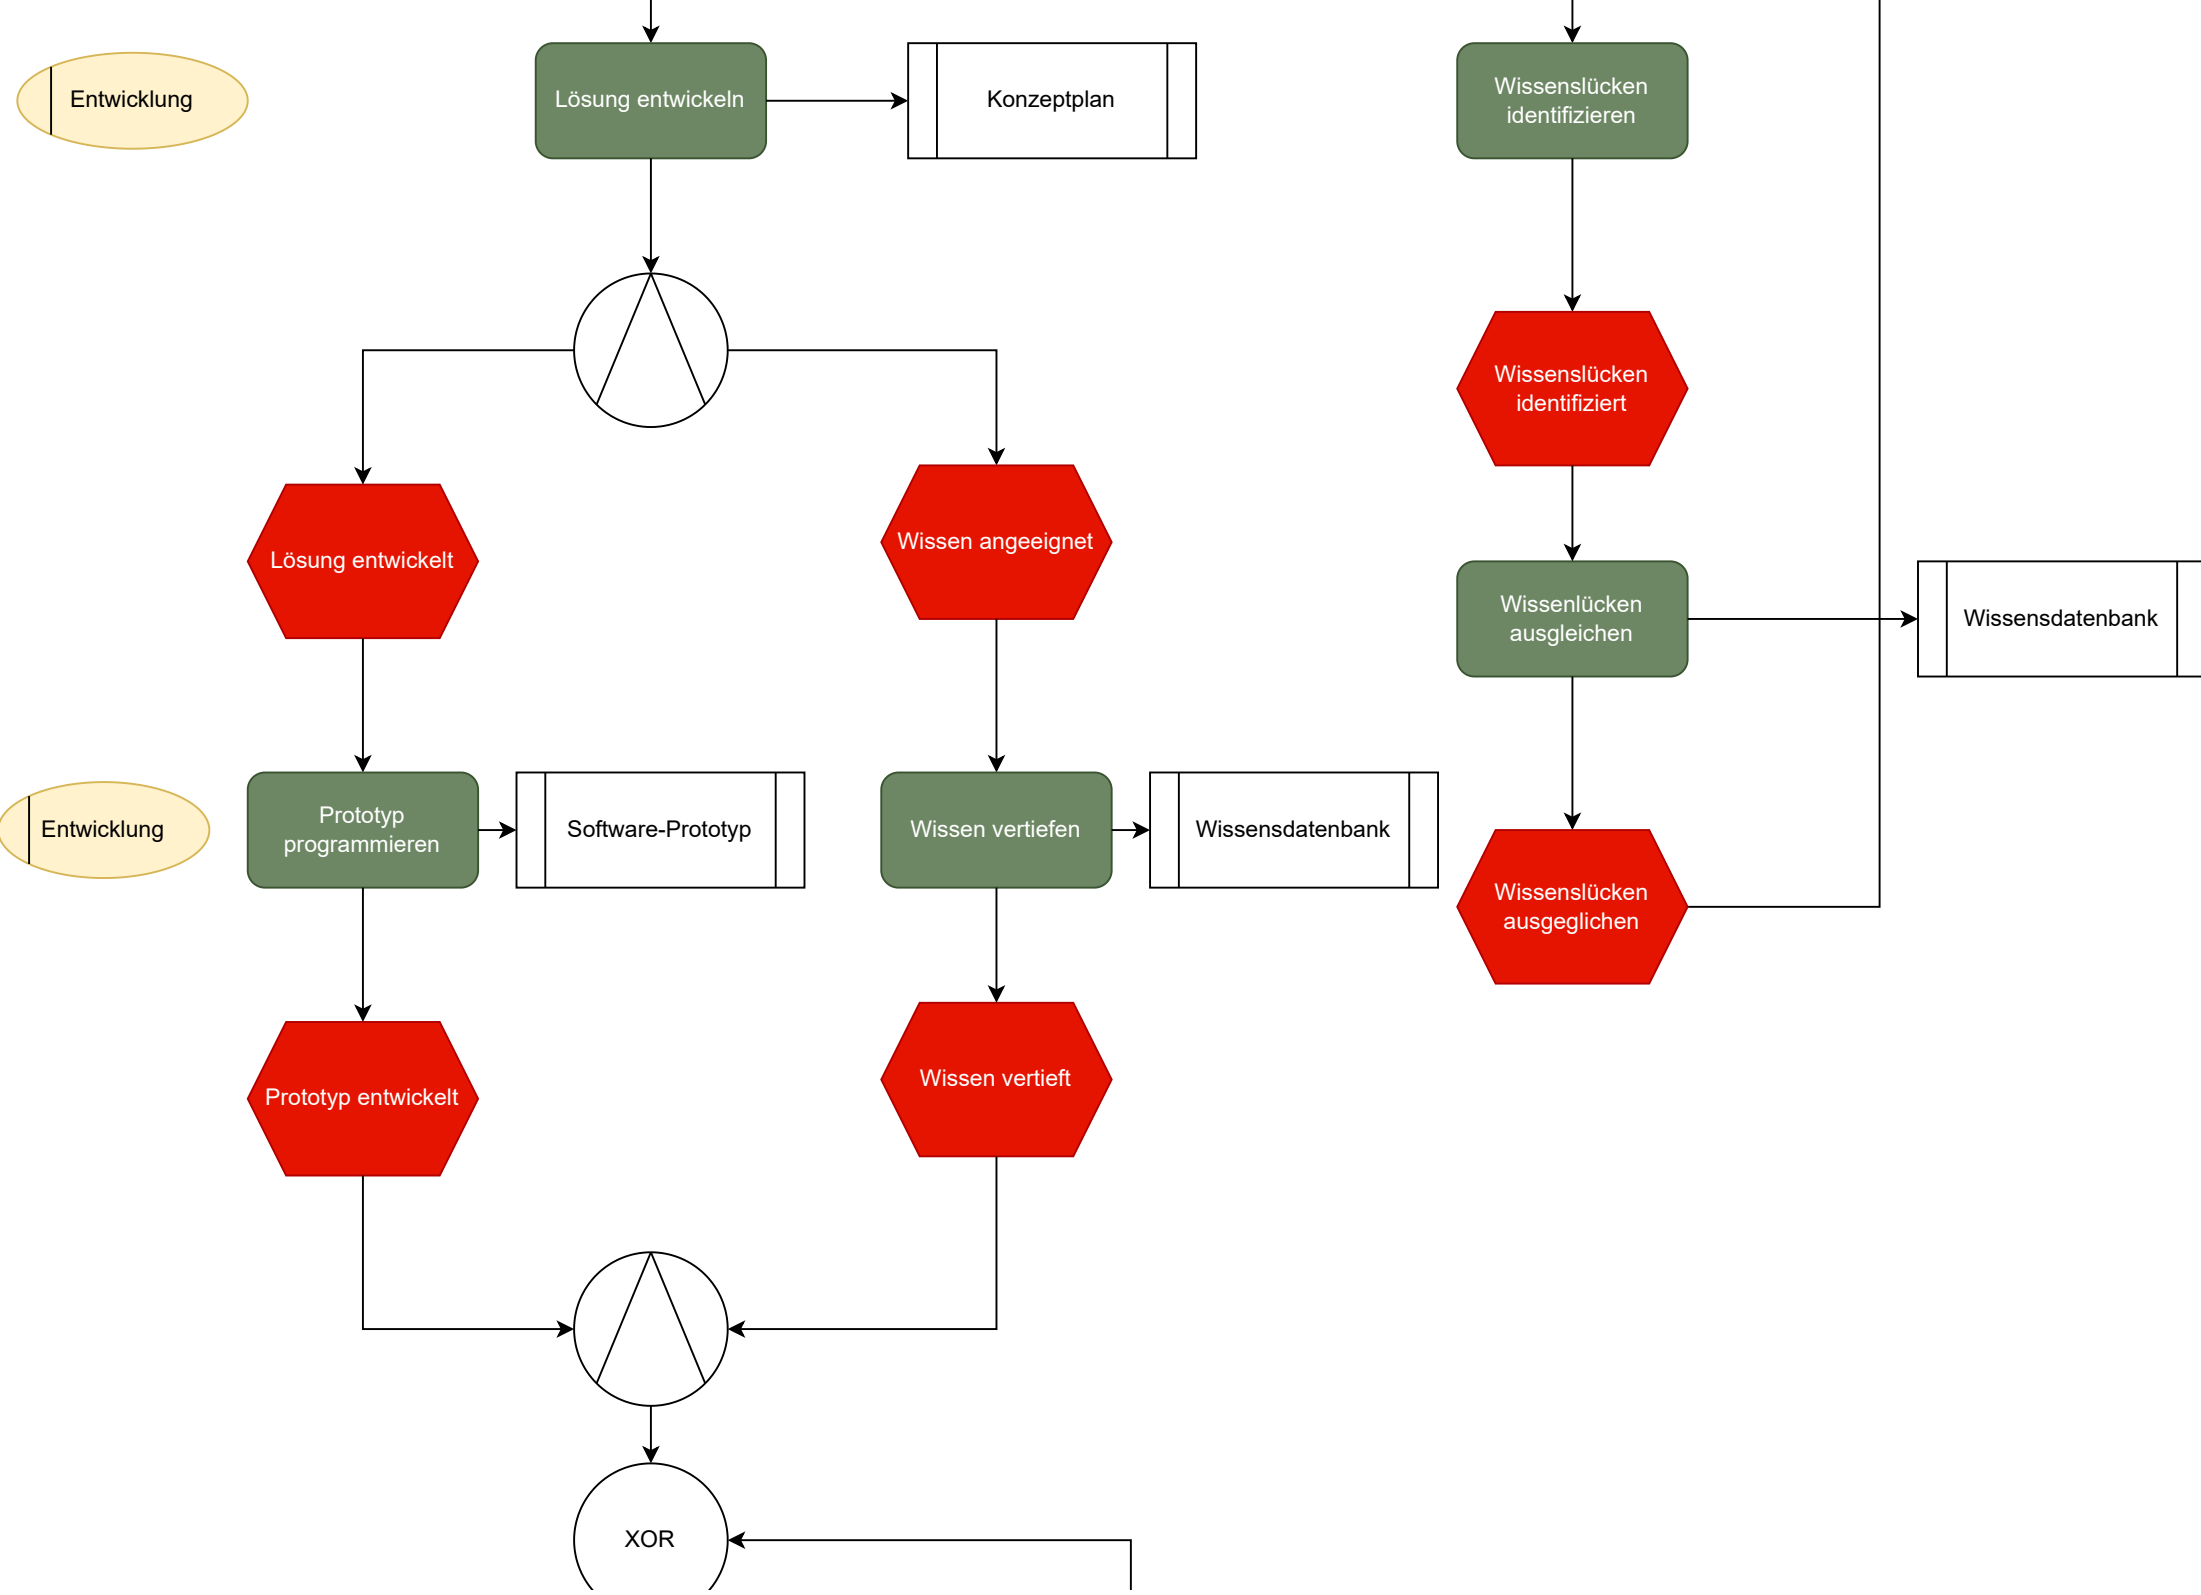 Entwicklung
Lösung entwickeln
Konzeptplan
Wissenslücken
identifizieren
Wissenslücken
identifiziert
Lösung entwickelt
Wissen angeeignet
Wissenlücken
ausgleichen
Wissensdatenbank
Entwicklung
Prototyp
programmieren
Software-Prototyp
Wissen vertiefen
Wissensdatenbank
Wissenslücken
ausgeglichen
Prototyp entwickelt
Wissen vertieft
XOR